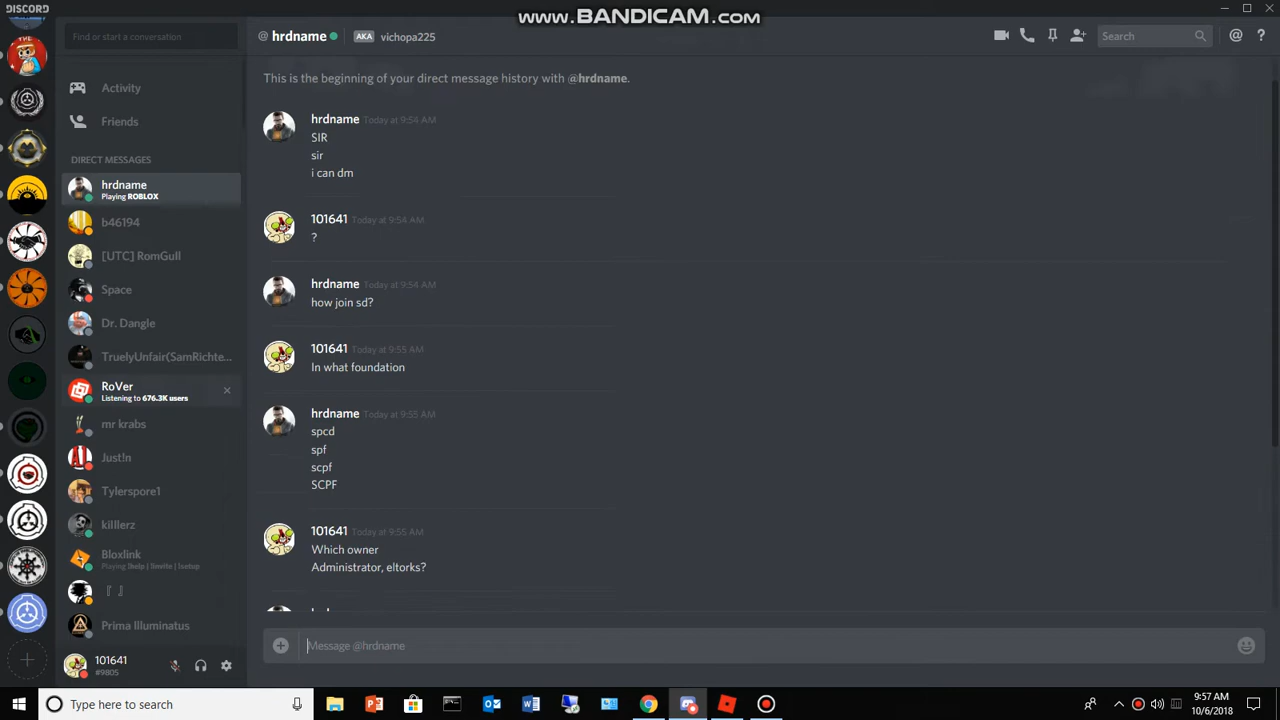 DISCORD
www.BANDICAM.com
Find or start a conversation
@ hrdname AKA vichopa225
Search
This is the beginning of your direct message history with @hrdname.
Activity
Friends
DIRECT MESSAGES
hrdname
Playing ROBLOX
b46194
[UTC] RomGull
Space
Dr. Dangle
TruelyUnfair(SamRichte...
RoVer
Listening to 676.3K users
mr krabs
Just!n
Tylerspore1
killlerz
Bloxlink
Playing !help | !invite | !setup
『 』
Prima Illuminatus
101641
#9805
hrdname Today at 9:54 AM
SIR
sir
i can dm
101641 Today at 9:54 AM
?
hrdname Today at 9:54 AM
how join sd?
101641 Today at 9:55 AM
In what foundation
hrdname Today at 9:55 AM
spcd
spf
scpf
SCPF
101641 Today at 9:55 AM
Which owner
Administrator, eltorks?
Message @hrdname
Type here to search
9:57 AM
10/6/2018